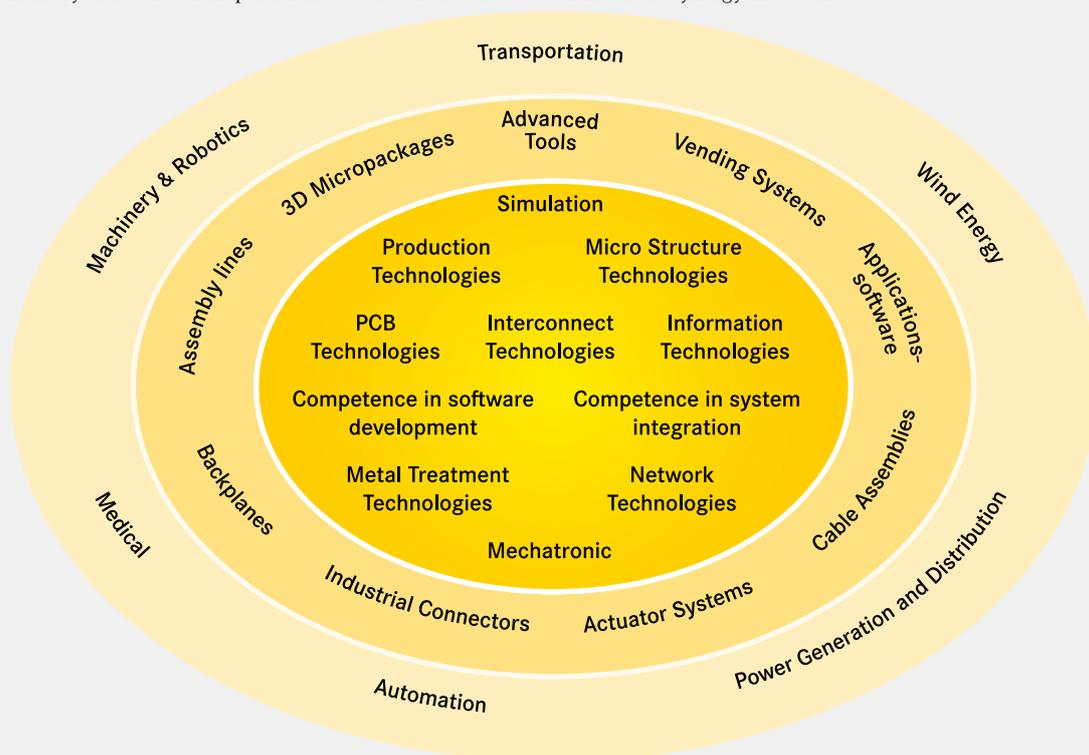 Transportation
Machinery & Robotics
Wind Energy
Medical
Power Generation and Distribution
Automation
Advanced
Tools
3D Micropackages
Vending Systems
Assembly lines
Applications-
software
Backplanes
Cable Assemblies
Industrial Connectors
Actuator Systems
Simulation
Production
Technologies
Micro Structure
Technologies
PCB
Technologies
Interconnect
Technologies
Information
Technologies
Competence in software
development
Competence in system
integration
Metal Treatment
Technologies
Network
Technologies
Mechatronic